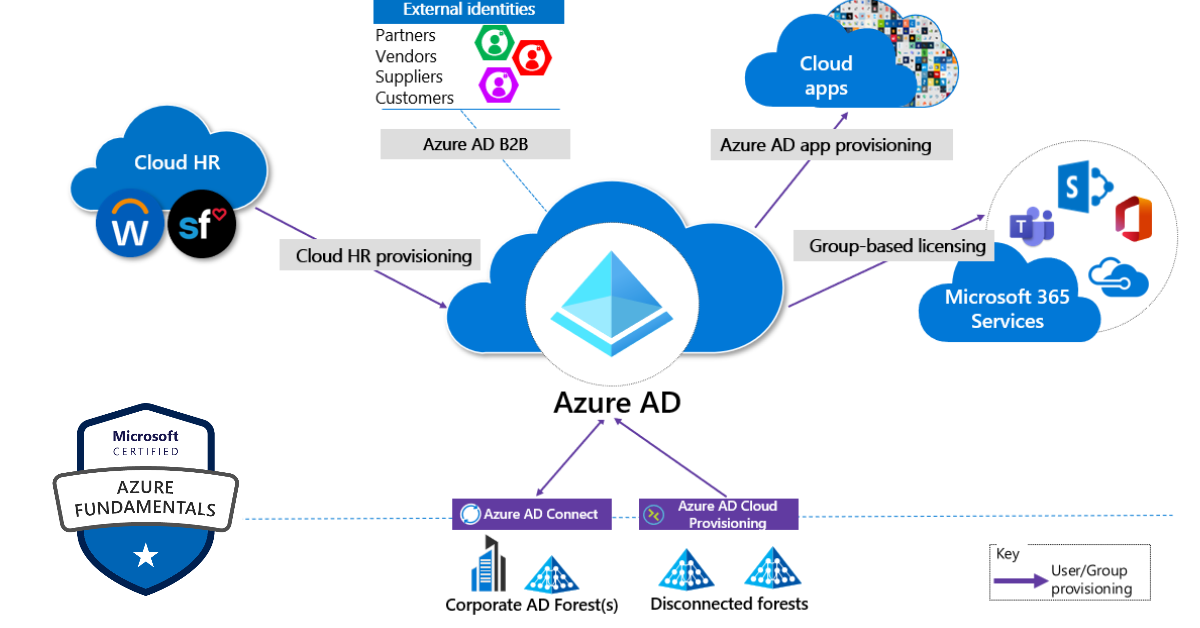 External identities
Partners
Vendors
Suppliers
Customers
Azure AD B2B
Cloud
apps
Azure AD app provisioning
Cloud HR
W
sf
Cloud HR provisioning
Group-based licensing
S
T
Microsoft 365
Services
Azure AD
Microsoft
CERTIFIED
AZURE
FUNDAMENTALS
Azure AD Connect
Azure AD Cloud
Provisioning
Corporate AD Forest(s)
Disconnected forests
Key
User/Group
provisioning